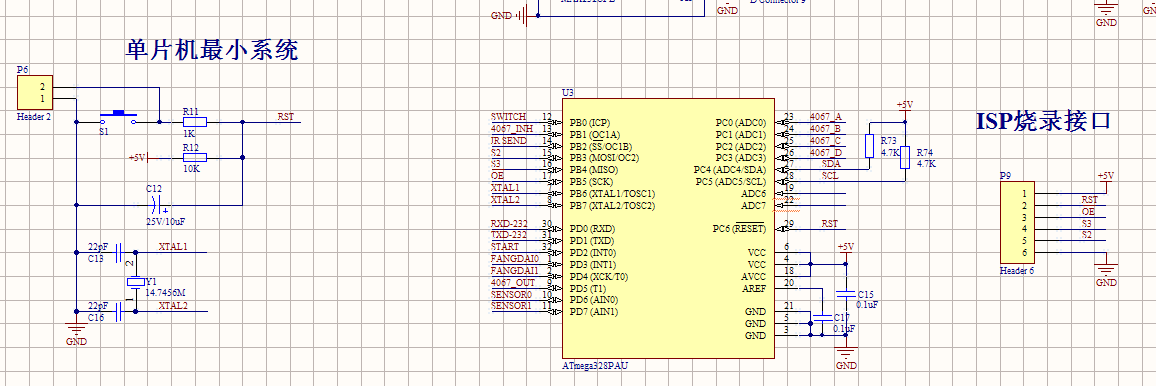 GND
GND
D Connector 9
GND
单片机最小系统
P6
2
1
Header 2
S1
R11
1K
RST
+5V
R12
10K
C12
25V/10uF
22pF
C13
XTAL1
2
Y1
14.7456M
1
22pF
C16
XTAL2
GND
U3
SWITCH 12 PB0 (ICP)
4067_INH 13 PB1 (OC1A)
IRSEND 14 PB2 (SS/OC1B)
S2 15 PB3 (MOSI/OC2)
S3 16 PB4 (MISO)
OE PB5 (SCK)
XTAL1 7 PB6 (XTAL1/TOSC1)
XTAL2 8 PB7 (XTAL2/TOSC2)
RXD-232 30 PD0 (RXD)
TXD-232 31 PD1 (TXD)
START 32 PD2 (INT0)
FANGDAI0 1 PD3 (INT1)
FANGDAI1 2 PD4 (XCK/T0)
4067_OUT 9 PD5 (T1)
SENSOR0 10 PD6 (AIN0)
SENSOR1 11 PD7 (AIN1)
PC0 (ADC0) 23 4067_A
PC1 (ADC1) 24 4067_B
PC2 (ADC2) 25 4067_C
PC3 (ADC3) 26 4067_D
PC4 (ADC4/SDA) 27 SDA
PC5 (ADC5/SCL) 28 SCL
ADC6 19
ADC7 22
PC6 (RESET) 29 RST
VCC 6
VCC 4
AVCC 18
AREF 20
GND 21
GND 5
GND 3
ATmega328PAU
+5V
R73
4.7K
R74
4.7K
+5V
C15
0.1uF
C17
0.1uF
GND
ISP烧录接口
P9
+5V
1
2 RST
3 OE
4 S3
5 S2
6
Header 6
GND